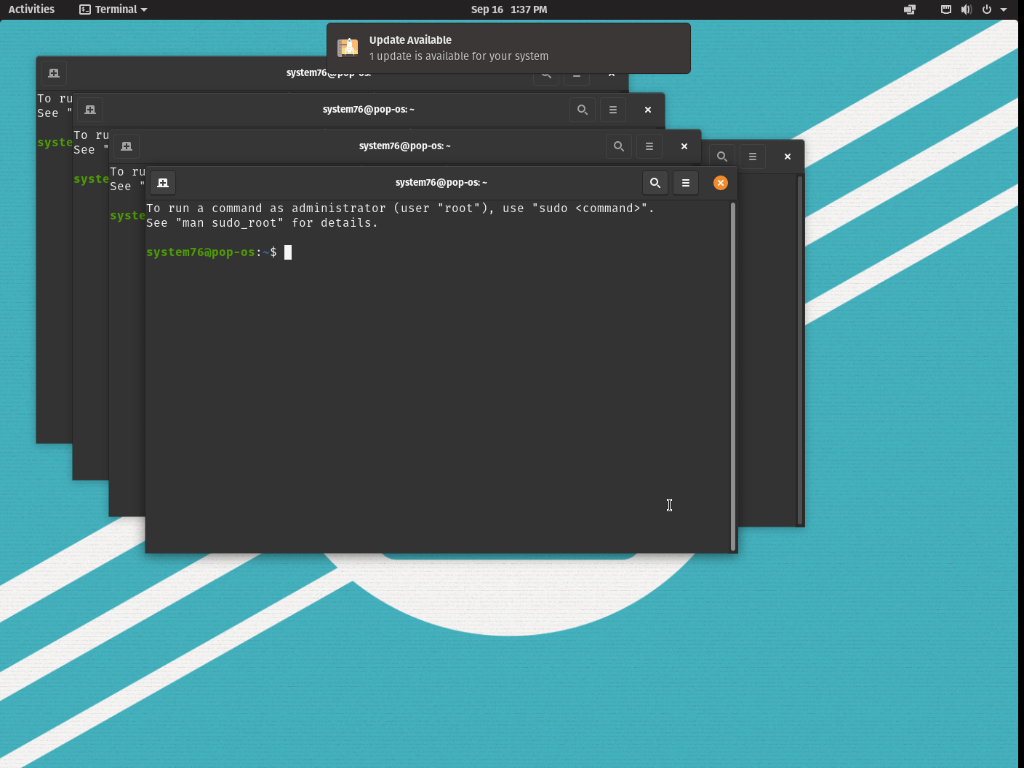 Activities
Terminal
Sep 16 1:37 PM
Update Available
1 update is available for your system
system76@pop-os:
To ru
See "
syste
system76@pop-os: ~
To ru
See "
syste
system76@pop-os: ~
To ru
See "
syste
system76@pop-os: ~
To run a command as administrator (user "root"), use "sudo <command>".
See "man sudo_root" for details.
system76@pop-os:~$